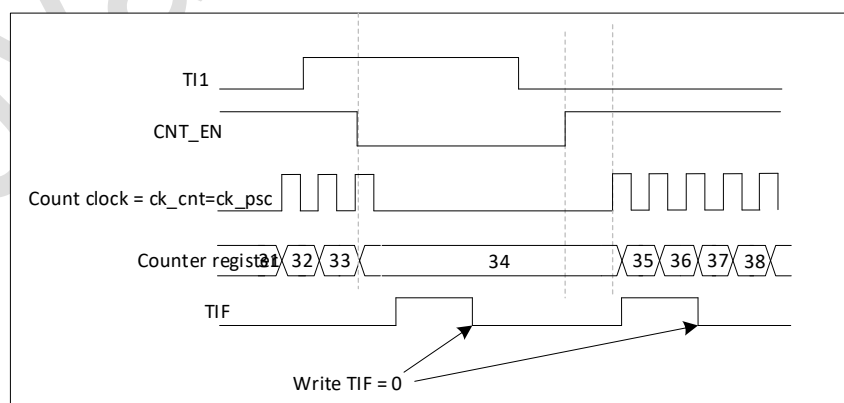 TI1
CNT_EN
Count clock = ck_cnt=ck_psc
Counter register 31 32 33 34 35 36 37 38
TIF
Write TIF = 0